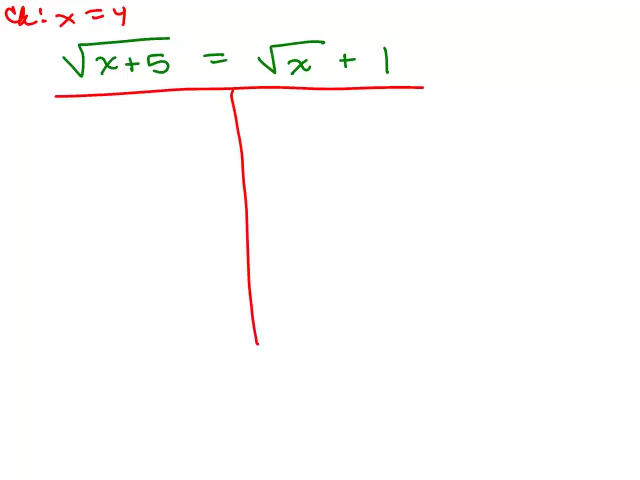 ck: x = 4
√(x+5) = √x + 1